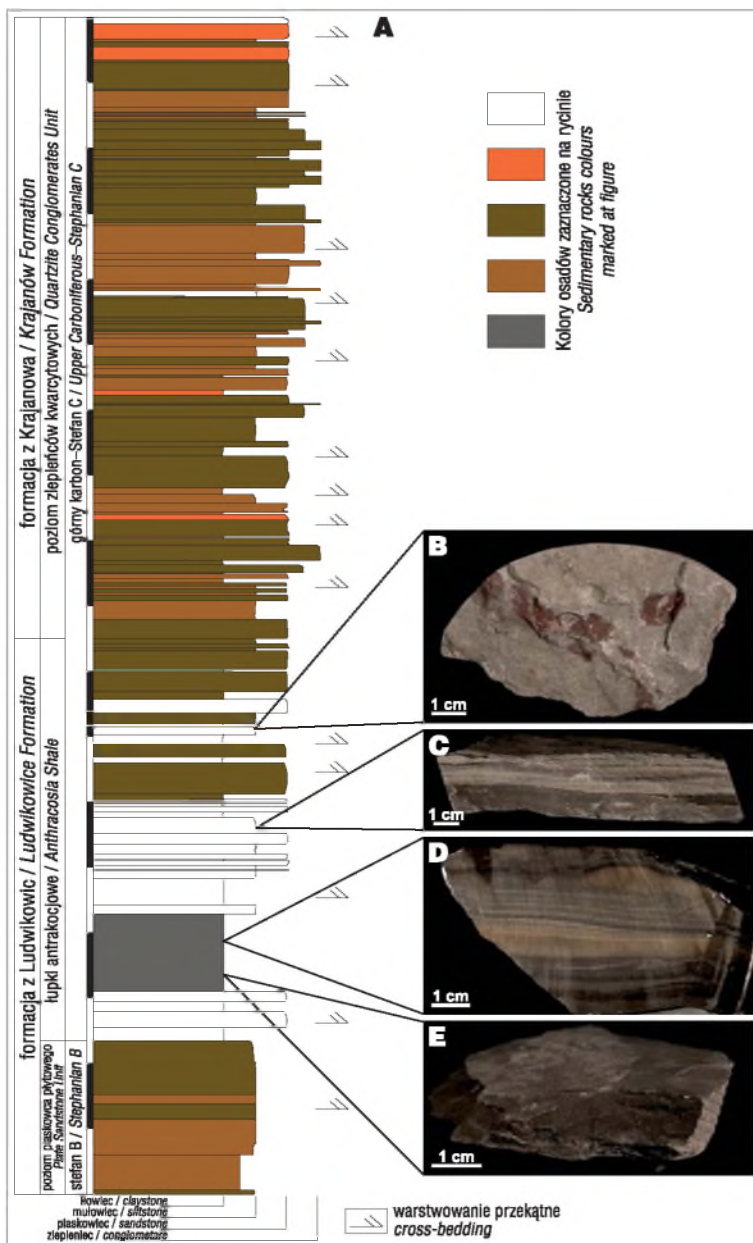 A
formacja z Krajanowa / Krajanów Formation
poziom zlepieńców kwarcytowych / Quartzite Conglomerates Unit
górny karbon–Stefan C / Upper Carboniferous–Stephanian C
formacja z Ludwikowic / Ludwikowice Formation
łupki antrakocjowe / Anthracosia Shale
poziom piaskowca płytowego
Plate Sandstone Unit
stefan B / Stephanian B
Kolory osadów zaznaczone na rycinie
Sedimentary rocks colours
marked at figure
B
1 cm
C
1 cm
D
1 cm
E
1 cm
iłowiec / claystone
mułowiec / siltstone
piaskowiec / sandstone
zlepieniec / conglometare
warstwowanie przekątne
cross-bedding